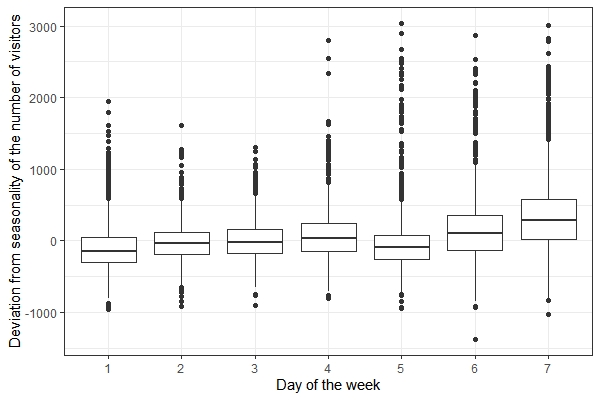 Deviation from seasonality of the number of visitors
3000
2000
1000
0
-1000
1 2 3 4 5 6 7
Day of the week